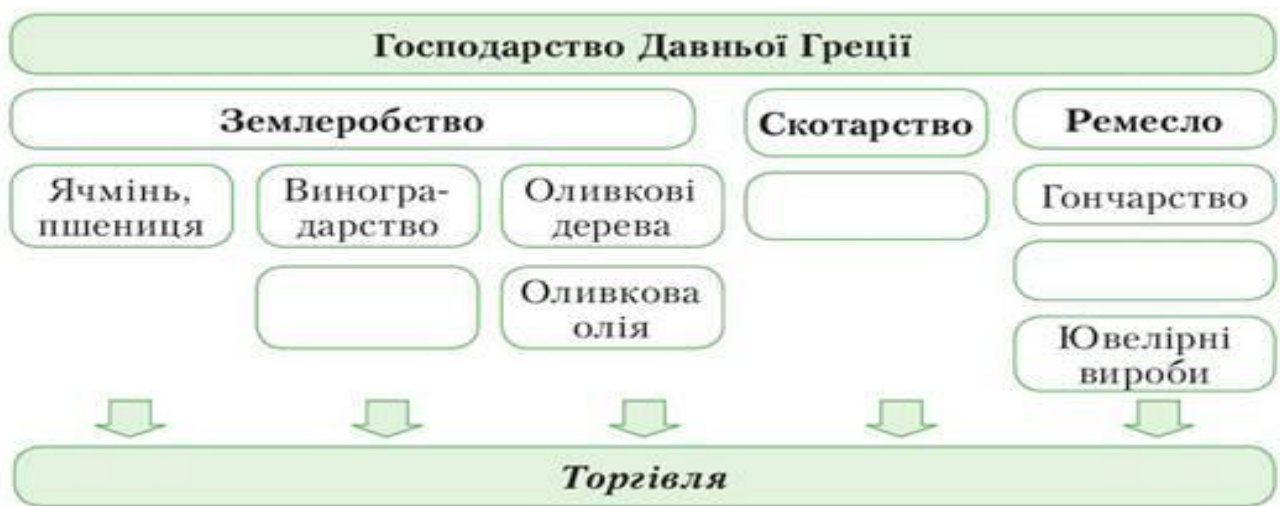 Господарство Давньої Греції
Землеробство
Скотарство
Ремесло
Ячмінь,
пшениця
Виногра-
дарство
Оливкові
дерева
Гончарство
Оливкова
олія
Ювелірні
вироби
Торгівля